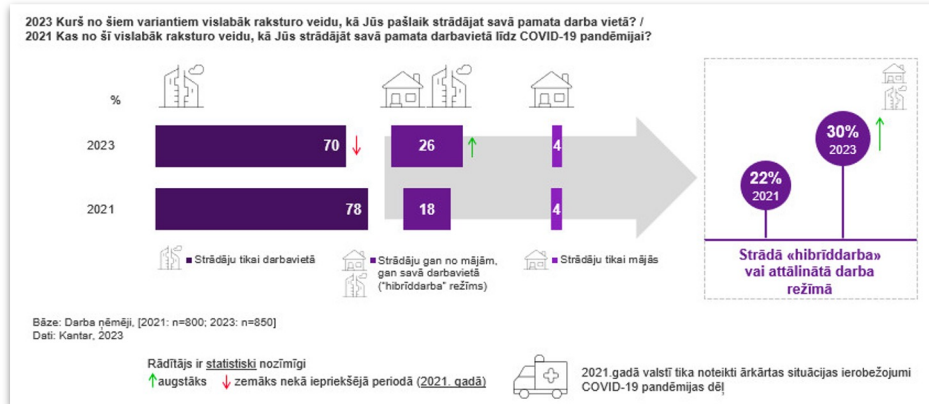 2023 Kurš no šiem variantiem vislabāk raksturo veidu, kā Jūs pašlaik strādājat savā pamata darba vietā? /
2021 Kas no šī vislabāk raksturo veidu, kā Jūs strādājāt savā pamata darbavietā līdz COVID-19 pandēmijai?
%
2023
70
26
4
2021
78
18
4
30%
2023
22%
2021
Strādā «hibrīddarba»
vai attālinātā darba
režīmā
Strādāju tikai darbavietā
Strādāju gan no mājām,
gan savā darbavietā
("hibrīddarba" režīms)
Strādāju tikai mājās
Bāze: Darba ņēmēji, [2021: n=800; 2023: n=850]
Dati: Kantar, 2023
Rādītājs ir statistiski nozīmīgi
↑augstāks ↓ zemāks nekā iepriekšējā periodā (2021. gadā)
2021.gadā valstī tika noteikti ārkārtas situācijas ierobežojumi
COVID-19 pandēmijas dēļ